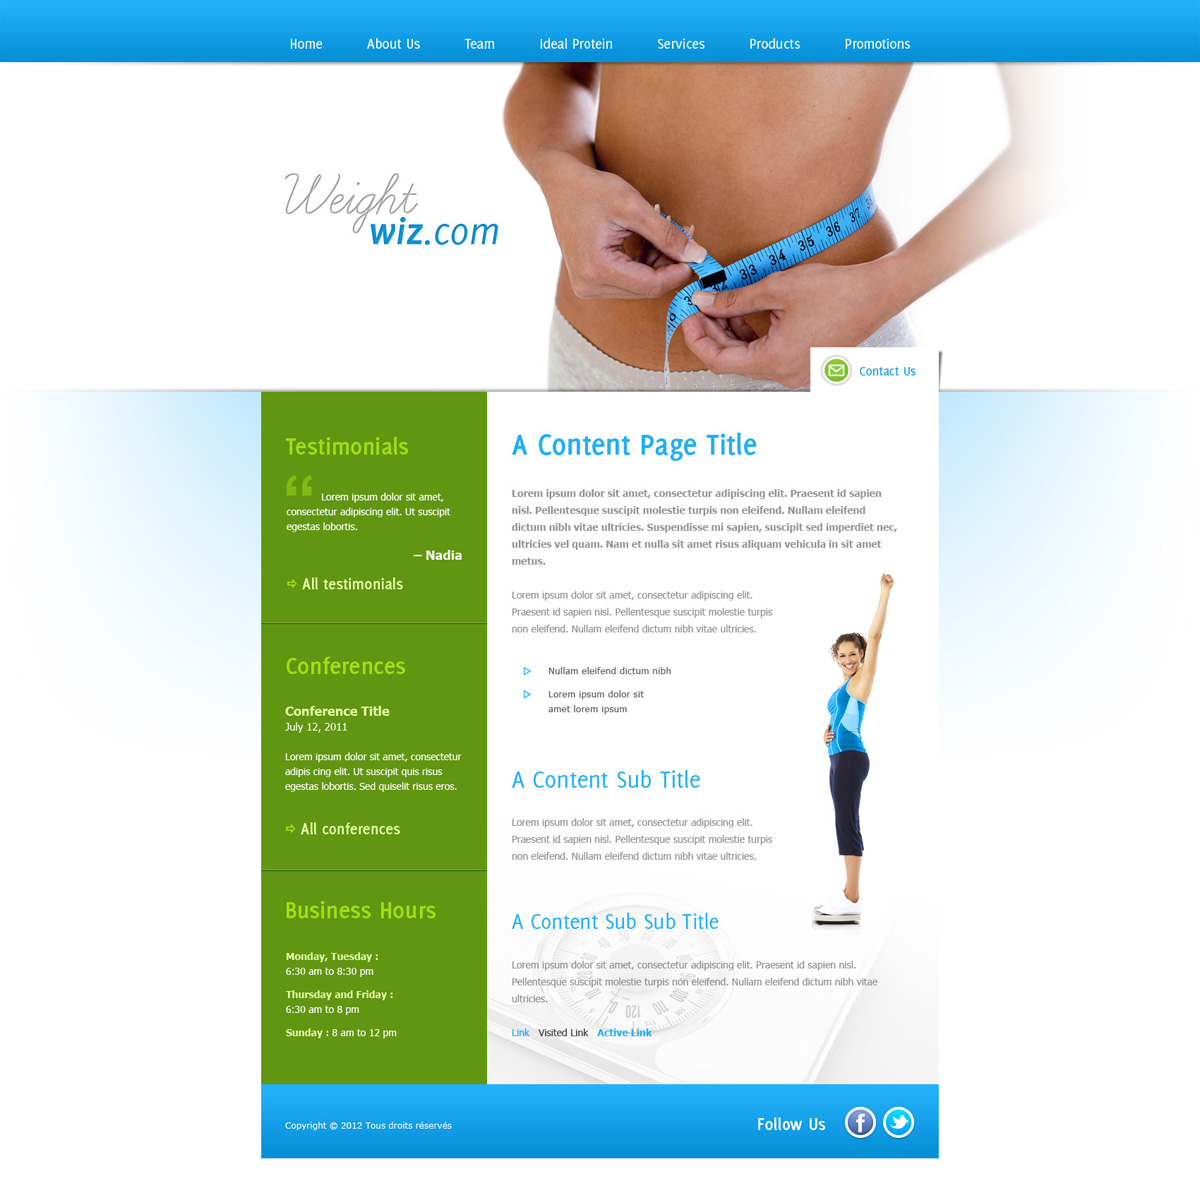 Home About Us Team Ideal Protein Services Products Promotions
Weight
wiz.com
37
36
35
34
33
32
Contact Us
Testimonials
Lorem ipsum dolor sit amet,
consectetur adipiscing elit. Ut suscipit
egestas lobortis.
– Nadia
All testimonials
Conferences
Conference Title
July 12, 2011
Lorem ipsum dolor sit amet, consectetur
adipis cing elit. Ut suscipit quis risus
egestas lobortis. Sed quiselit risus eros.
All conferences
Business Hours
Monday, Tuesday :
6:30 am to 8:30 pm
Thursday and Friday :
6:30 am to 8 pm
Sunday : 8 am to 12 pm
A Content Page Title
Lorem ipsum dolor sit amet, consectetur adipiscing elit. Praesent id sapien
nisl. Pellentesque suscipit molestie turpis non eleifend. Nullam eleifend
dictum nibh vitae ultricies. Suspendisse mi sapien, suscipit sed imperdiet nec,
ultricies vel quam. Nam et nulla sit amet risus aliquam vehicula in sit amet
metus.
Lorem ipsum dolor sit amet, consectetur adipiscing elit.
Praesent id sapien nisl. Pellentesque suscipit molestie turpis
non eleifend. Nullam eleifend dictum nibh vitae ultricies.
Nullam eleifend dictum nibh
Lorem ipsum dolor sit
amet lorem ipsum
A Content Sub Title
Lorem ipsum dolor sit amet, consectetur adipiscing elit.
Praesent id sapien nisl. Pellentesque suscipit molestie turpis
non eleifend. Nullam eleifend dictum nibh vitae ultricies.
A Content Sub Sub Title
Lorem ipsum dolor sit amet, consectetur adipiscing elit. Praesent id sapien nisl.
Pellentesque suscipit molestie turpis non eleifend. Nullam eleifend dictum nibh vitae
ultricies.
Link Visited Link Active Link
Copyright © 2012 Tous droits réservés
Follow Us